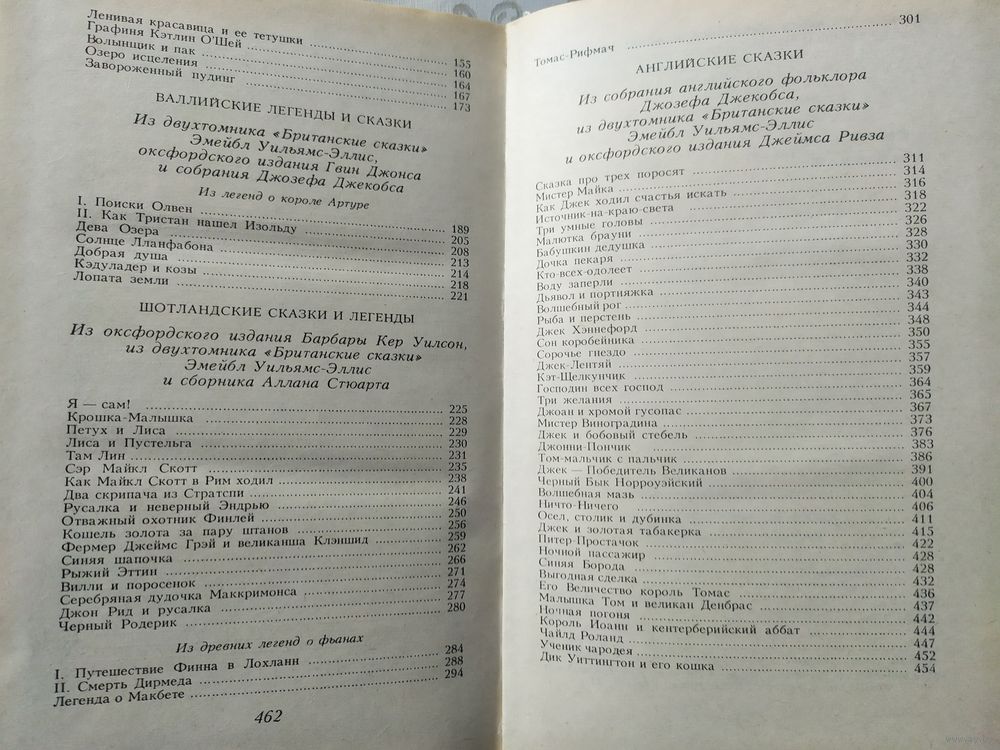 Ленивая красавица и ее тетушки ........ 155
Графиня Кэтлин О'Шей ........ 160
Волынщик и пак ........ 164
Озеро исцеления ........ 167
Завороженный пудинг ........ 173
ВАЛЛИЙСКИЕ ЛЕГЕНДЫ И СКАЗКИ
Из двухтомника «Британские сказки»
Эмейбл Уильямс-Эллис,
оксфордского издания Гвин Джонса
и собрания Джозефа Джекобса
Из легенд о короле Артуре
I. Поиски Олвен ........ 189
II. Как Тристан нашел Изольду ........ 205
Дева Озера ........ 208
Солнце Лланфабона ........ 213
Добрая душа ........ 214
Кэдуладер и козы ........ 218
Лопата земли ........ 221
ШОТЛАНДСКИЕ СКАЗКИ И ЛЕГЕНДЫ
Из оксфордского издания Барбары Кер Уилсон,
из двухтомника «Британские сказки»
Эмейбл Уильямс-Эллис
и сборника Аллана Стюарта
Я — сам! ........ 225
Крошка-Малышка ........ 228
Петух и Лиса ........ 229
Лиса и Пустельга ........ 230
Там Лин ........ 231
Сэр Майкл Скотт ........ 235
Как Майкл Скотт в Рим ходил ........ 238
Два скрипача из Стратспи ........ 241
Русалка и неверный Эндрью ........ 246
Отважный охотник Финлей ........ 250
Кошель золота за пару штанов ........ 256
Фермер Джеймс Грэй и великанша Клэншид ........ 259
Синяя шапочка ........ 262
Рыжий Эттин ........ 266
Вилли и поросенок ........ 271
Серебряная дудочка Маккримонса ........ 274
Джон Рид и русалка ........ 277
Черный Родерик ........ 280
Из древних легенд о фьанах
I. Путешествие Финна в Лохланн ........ 284
II. Смерть Дирмеда ........ 288
Легенда о Макбете ........ 294
462
Томас-Рифмач ........ 301
АНГЛИЙСКИЕ СКАЗКИ
Из собрания английского фольклора
Джозефа Джекобса,
из двухтомника «Британские сказки»
Эмейбл Уильямс-Эллис
и оксфордского издания Джеймса Ривза
Сказка про трех поросят ........ 311
Мистер Майка ........ 314
Как Джек ходил счастья искать ........ 316
Источник-на-краю-света ........ 318
Три умные головы ........ 322
Малютка брауни ........ 326
Бабушкин дедушка ........ 328
Дочка пекаря ........ 330
Кто-всех-одолеет ........ 332
Воду заперли ........ 338
Дьявол и портняжка ........ 340
Волшебный рог ........ 343
Рыба и перстень ........ 344
Джек Хэннефорд ........ 348
Сон коробейника ........ 350
Сорочье гнездо ........ 355
Джек-Лентяй ........ 357
Кэт-Щелкунчик ........ 359
Господин всех господ ........ 364
Три желания ........ 365
Джоан и хромой гусопас ........ 367
Мистер Виноградина ........ 373
Джек и бобовый стебель ........ 376
Джонни-Пончик ........ 383
Том-мальчик с пальчик ........ 386
Джек — Победитель Великанов ........ 391
Черный Бык Норроуэйский ........ 400
Волшебная мазь ........ 404
Ничто-Ничего ........ 406
Осел, столик и дубинка ........ 411
Джек и золотая табакерка ........ 415
Питер-Простачок ........ 422
Ночной пассажир ........ 428
Синяя Борода ........ 428
Выгодная сделка ........ 432
Его Величество король Томас ........ 436
Малышка Том и великан Денбрас ........ 437
Ночная погоня ........ 442
Король Иоанн и кентерберийский аббат ........ 444
Чайлд Роланд ........ 447
Ученик чародея ........ 452
Дик Уиттингтон и его кошка ........ 454